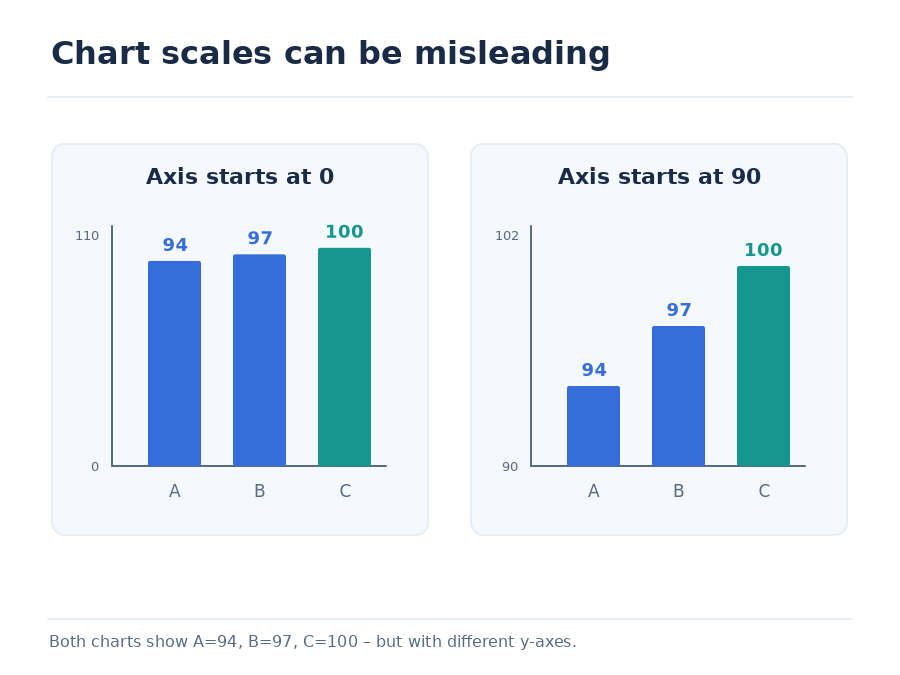 Chart scales can be misleading
Axis starts at 0
110
94
97
100
0
A
B
C
Axis starts at 90
102
94
97
100
90
A
B
C
Both charts show A=94, B=97, C=100 – but with different y-axes.